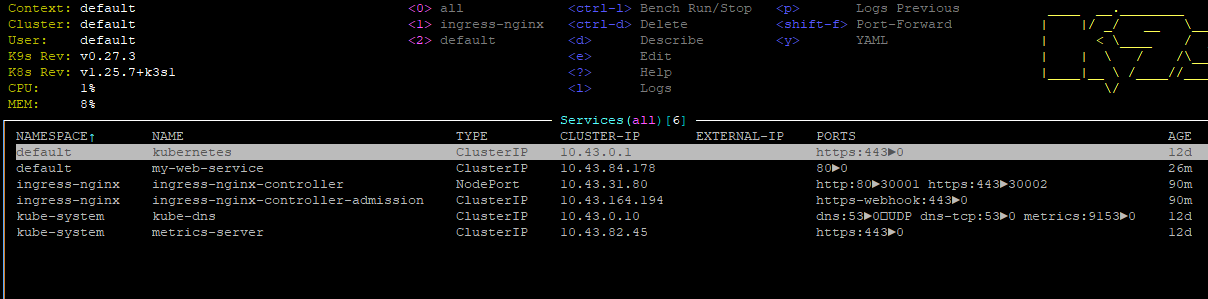 Context: default <0> all <ctrl-l> Bench Run/Stop <p> Logs Previous
Cluster: default <1> ingress-nginx <ctrl-d> Delete <shift-f> Port-Forward
User: default <2> default <d> Describe <y> YAML
K9s Rev: v0.27.3 <e> Edit
K8s Rev: v1.25.7+k3s1 <?> Help
CPU: 1% <l> Logs
MEM: 8%
Services(all)[6]
NAMESPACE↑ NAME TYPE CLUSTER-IP EXTERNAL-IP PORTS AGE
default kubernetes ClusterIP 10.43.0.1 https:443►0 12d
default my-web-service ClusterIP 10.43.84.178 80►0 26m
ingress-nginx ingress-nginx-controller NodePort 10.43.31.80 http:80►30001 https:443►30002 90m
ingress-nginx ingress-nginx-controller-admission ClusterIP 10.43.164.194 https-webhook:443►0 90m
kube-system kube-dns ClusterIP 10.43.0.10 dns:53►0□UDP dns-tcp:53►0 metrics:9153►0 12d
kube-system metrics-server ClusterIP 10.43.82.45 https:443►0 12d